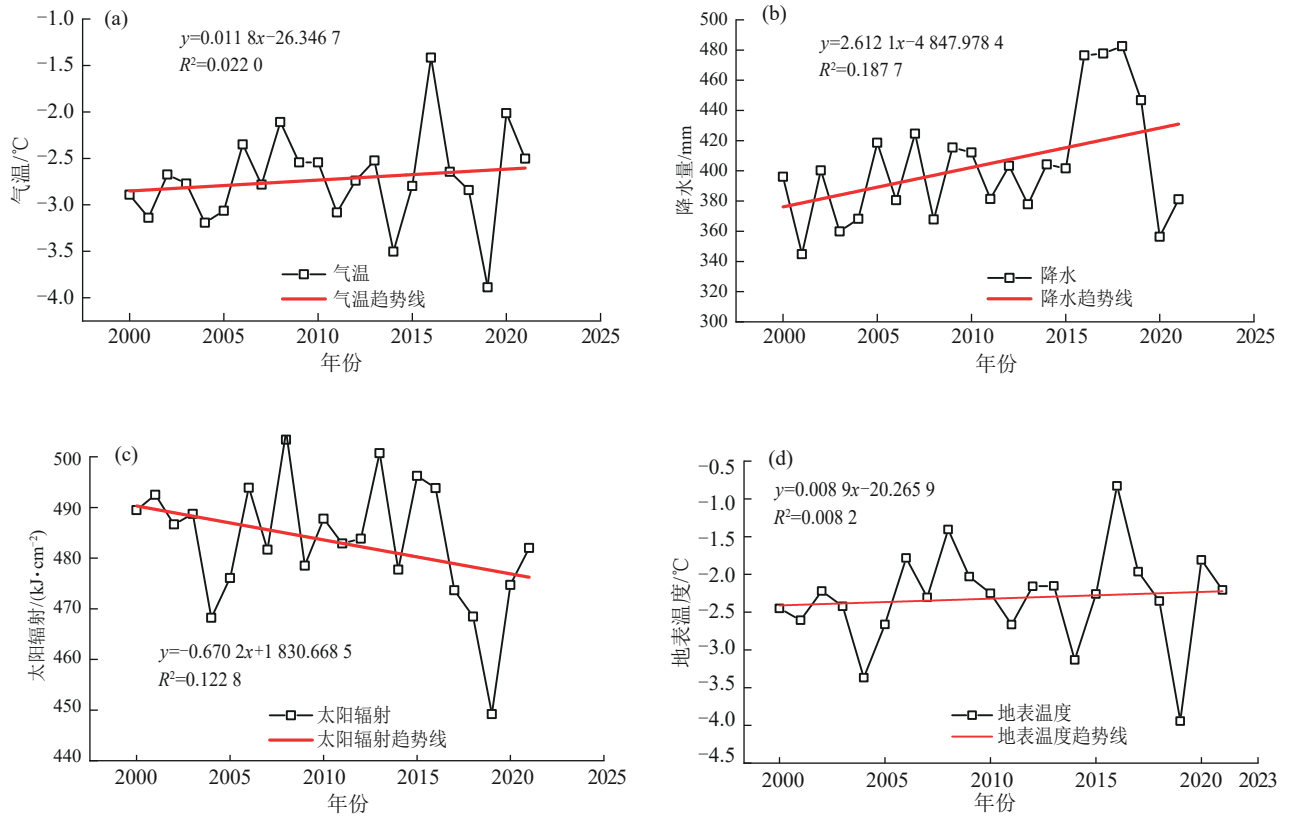 (a)
y=0.011 8x−26.346 7
R²=0.022 0
−1.0
−1.5
−2.0
−2.5
−3.0
−3.5
−4.0
气温/℃
气温
气温趋势线
2000 2005 2010 2015 2020 2025
年份
(b)
y=2.612 1x−4 847.978 4
R²=0.187 7
500
480
460
440
420
400
380
360
340
320
300
降水量/mm
降水
降水趋势线
2000 2005 2010 2015 2020 2025
年份
(c)
500
490
480
470
460
450
440
太阳辐射/(kJ·cm⁻²)
y=−0.670 2x+1 830.668 5
R²=0.122 8
太阳辐射
太阳辐射趋势线
2000 2005 2010 2015 2020 2025
年份
(d)
y=0.008 9x−20.265 9
R²=0.008 2
−0.5
−1.0
−1.5
−2.0
−2.5
−3.0
−3.5
−4.0
−4.5
地表温度/℃
地表温度
地表温度趋势线
2000 2005 2010 2015 2020 2023
年份